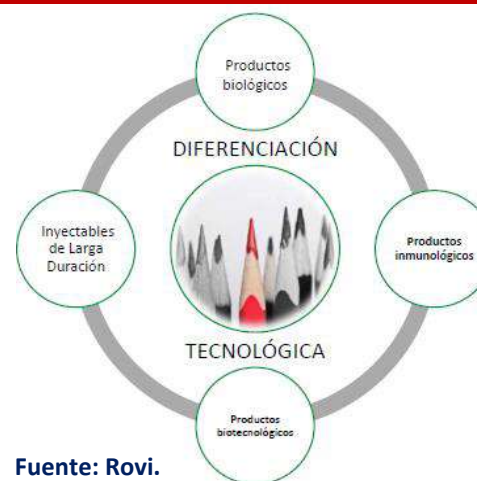 Productos
biológicos
DIFERENCIACIÓN
Inyectables
de Larga
Duración
Productos
inmunológicos
TECNOLÓGICA
Productos
biotecnológicos
Fuente: Rovi.